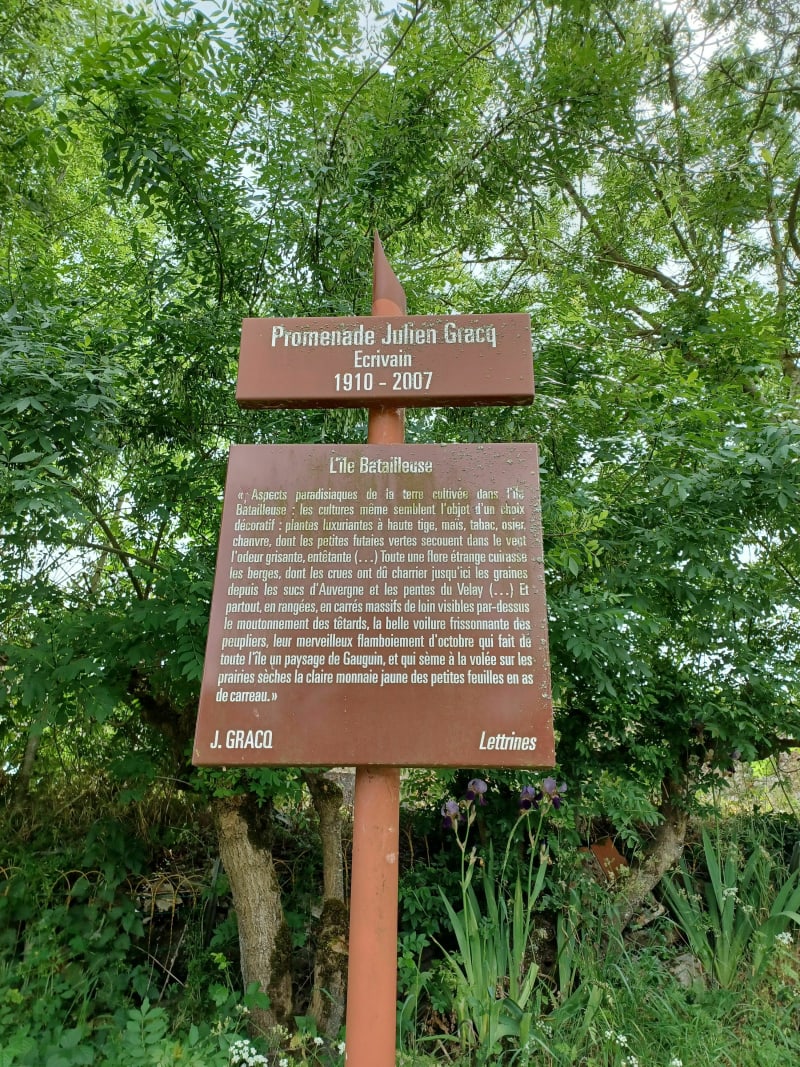 Promenade Julien Gracq
Ecrivain
1910 - 2007
L'île Batailleuse
« Aspects paradisiaques de la terre cultivée dans l'île
Batailleuse : les cultures même semblent l'objet d'un choix
décoratif : plantes luxuriantes à haute tige, maïs, tabac, osier,
chanvre, dont les petites futaies vertes secouent dans le vent
l'odeur grisante, entêtante (...) Toute une flore étrange cuirasse
les berges, dont les crues ont dû charrier jusqu'ici les graines
depuis les sucs d'Auvergne et les pentes du Velay (...) Et
partout, en rangées, en carrés massifs de loin visibles par-dessus
le moutonnement des têtards, la belle voilure frissonnante des
peupliers, leur merveilleux flamboiement d'octobre qui fait de
toute l'île un paysage de Gauguin, et qui sème à la volée sur les
prairies sèches la claire monnaie jaune des petites feuilles en as
de carreau. »
J. GRACQ
Lettrines